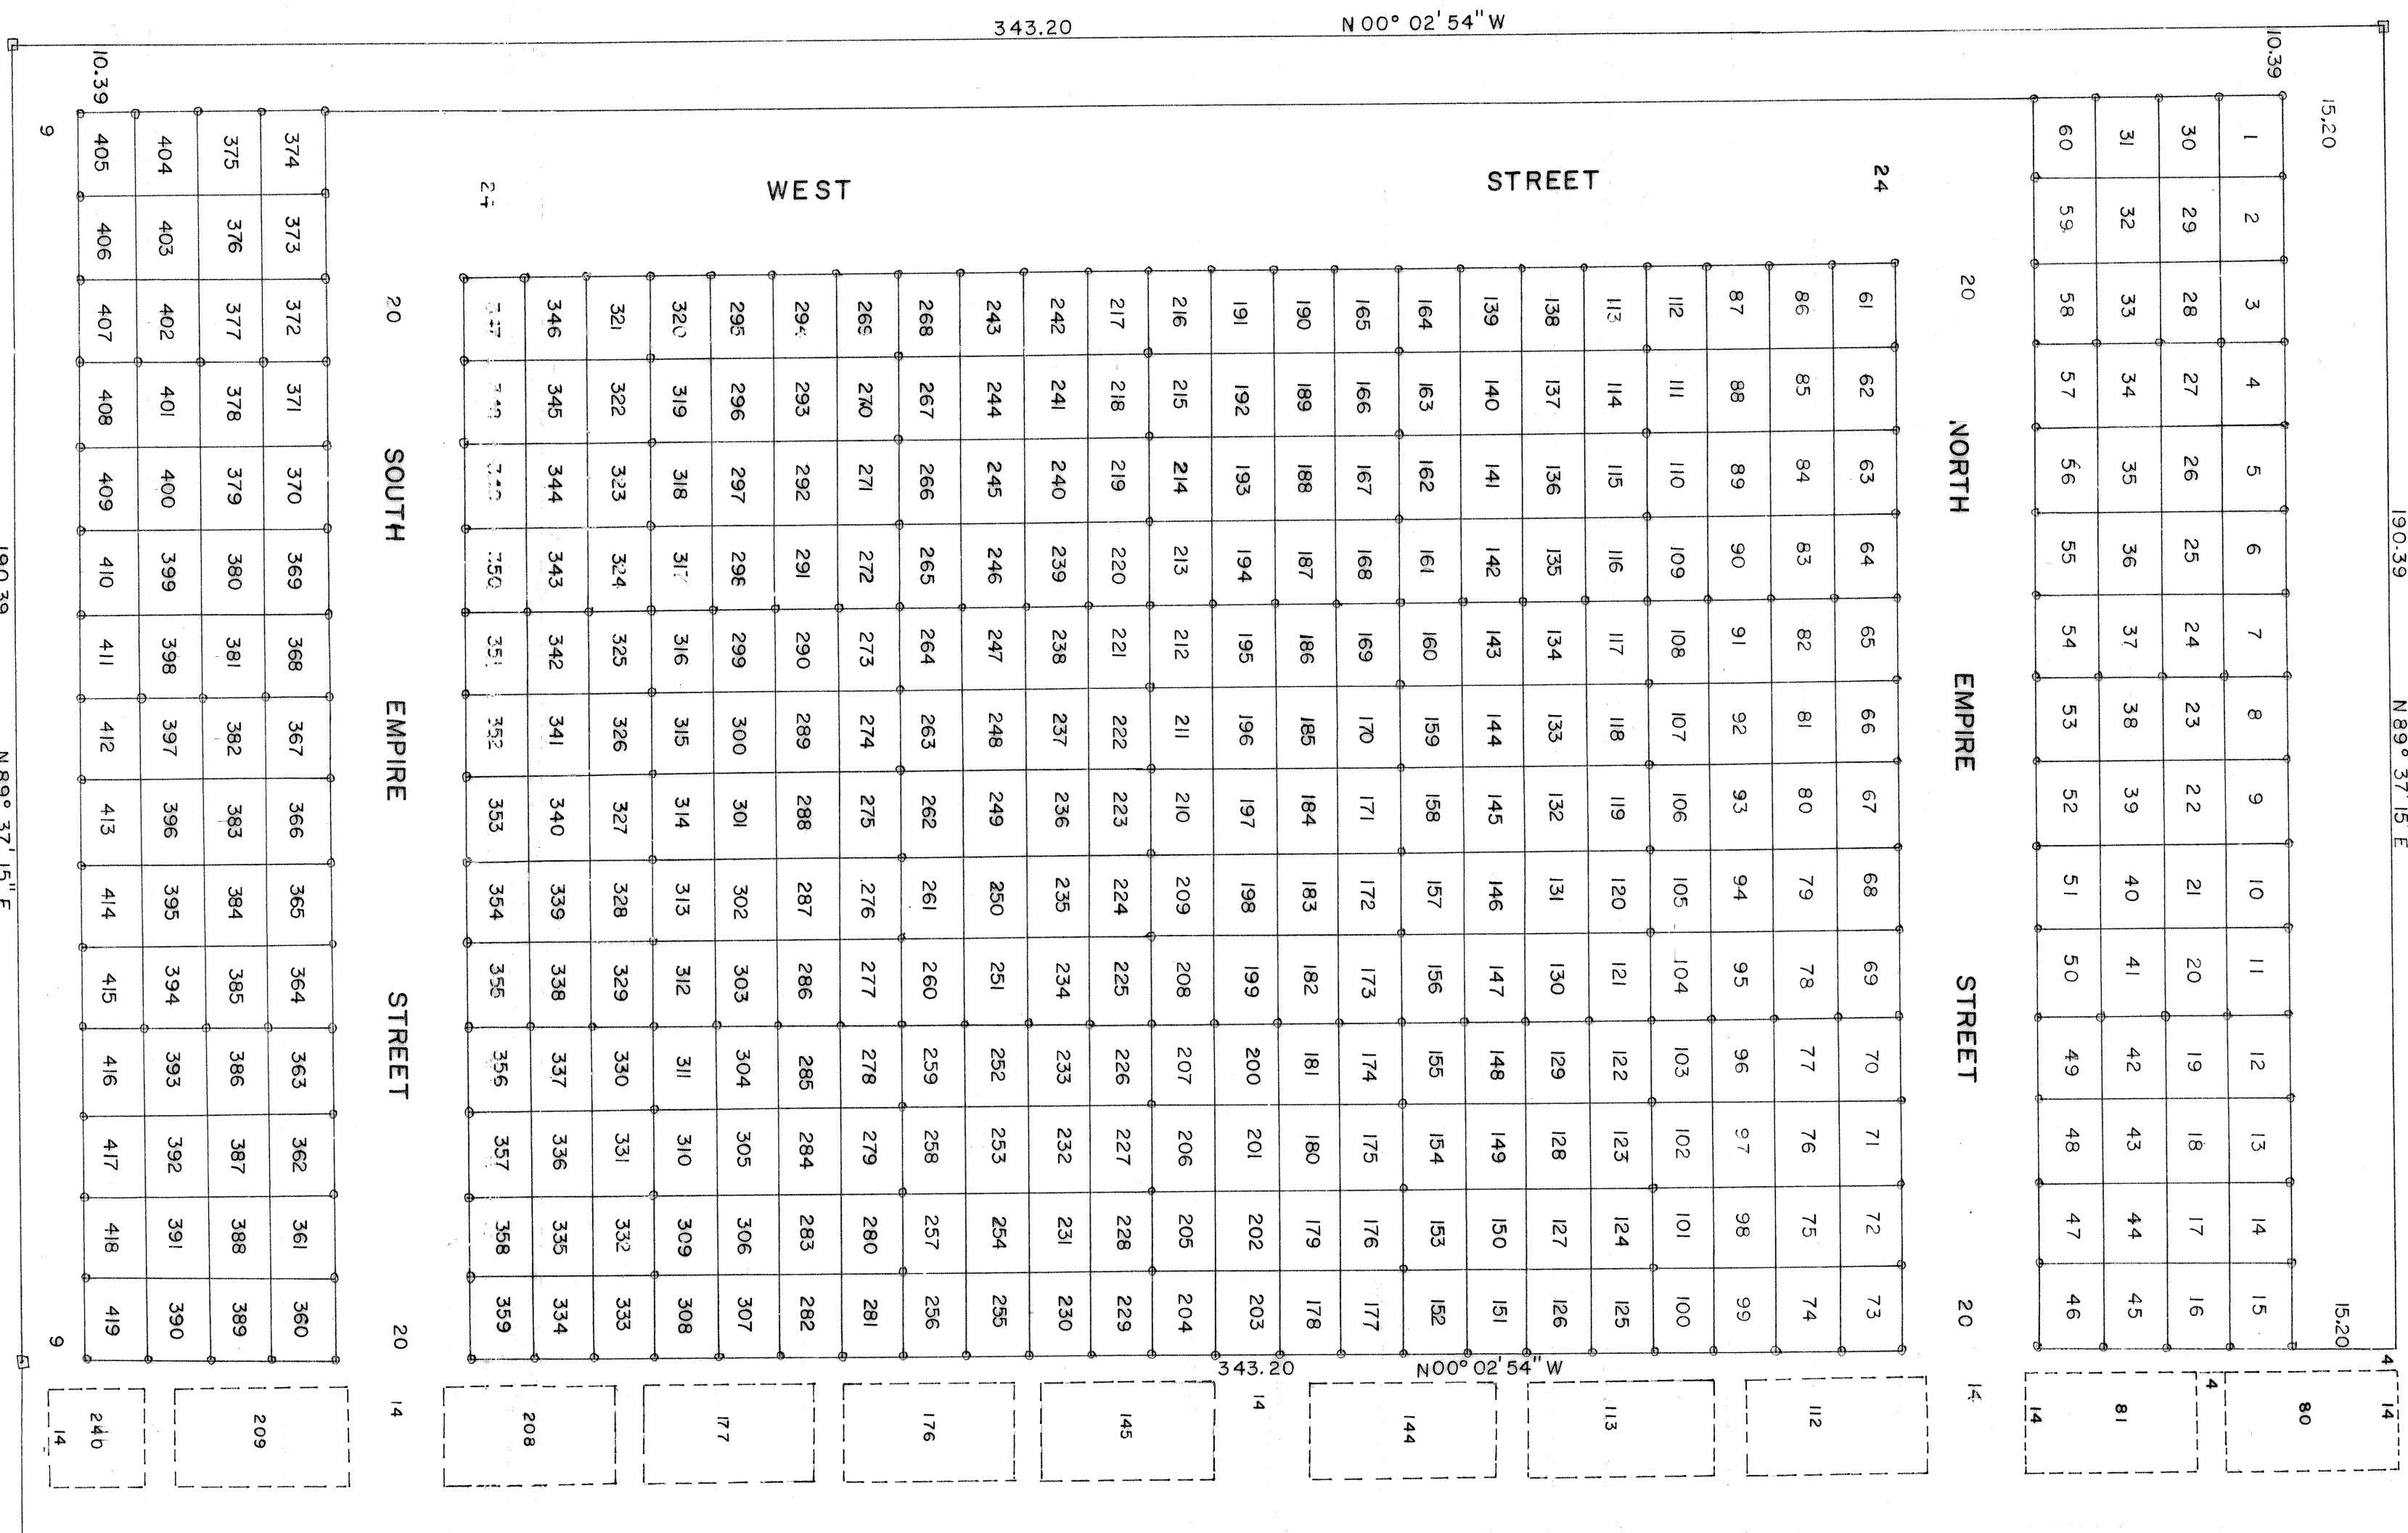 343.20 N 00° 02' 54" W
10.39 10.39
15.20
9
24 WEST STREET 24
405 404 375 374 60 31 30 1
406 403 376 373 59 32 29 2
407 402 377 372 20 346 321 320 295 269 268 243 242 217 216 191 190 165 164 139 138 113 112 87 86 61 20 58 33 28 3
408 401 378 371 345 322 319 296 293 270 267 244 241 218 215 192 189 166 163 140 137 114 111 88 85 62 57 34 27 4
409 400 379 370 SOUTH 344 323 318 297 292 271 266 245 240 219 214 193 188 167 162 141 136 115 110 89 84 63 NORTH 56 35 26 5
410 399 380 369 350 343 324 291 272 265 246 239 220 213 194 187 168 161 142 135 116 109 90 83 64 55 36 25 6
411 398 381 368 351 342 325 316 299 290 273 264 247 238 221 212 195 186 169 160 143 134 117 108 91 82 65 54 37 24 7
412 397 382 367 EMPIRE 352 341 326 315 300 289 274 263 248 237 222 211 196 185 170 159 144 133 118 107 92 81 66 EMPIRE 53 38 23 8
413 396 383 366 353 340 327 314 301 288 275 262 249 236 223 210 197 184 171 158 145 132 119 106 93 80 67 52 39 22 9
414 395 384 365 354 339 328 313 302 287 276 261 250 235 224 209 198 183 172 157 146 131 120 105 94 79 68 51 40 21 10
415 394 385 364 STREET 355 338 329 312 303 286 277 260 251 234 225 208 199 182 173 156 147 130 121 104 95 78 69 STREET 50 41 20 11
416 393 386 363 356 337 330 311 304 285 278 259 252 233 226 207 200 181 174 155 148 129 122 103 96 77 70 49 42 19 12
417 392 387 362 357 336 331 310 305 284 279 258 253 232 227 206 201 180 175 154 149 128 123 102 97 76 71 48 43 18 13
418 391 388 361 358 335 332 309 306 283 280 257 254 231 228 205 202 179 176 153 150 127 124 101 98 75 72 47 44 17 14
419 390 389 360 20 359 334 333 308 307 282 281 256 255 230 229 204 203 178 177 152 151 126 125 100 99 74 73 20 46 45 16 15
9 15.20
343.20 N00° 02' 54" W
14 14 14 4 4
240 209 208 177 176 145 144 113 112 81 80
14 14 14
190.39 N 89° 37' 15" E
190.39 N 89° 37' 15" E